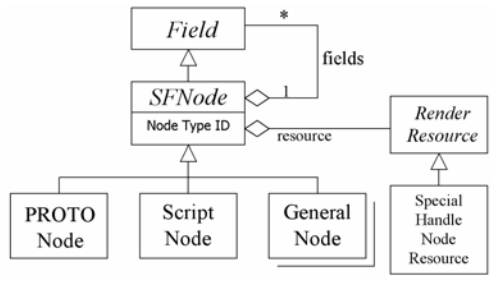 Field
*
fields
SFNode
1
Node Type ID
resource
Render
Resource
PROTO
Node
Script
Node
General
Node
Special
Handle
Node
Resource